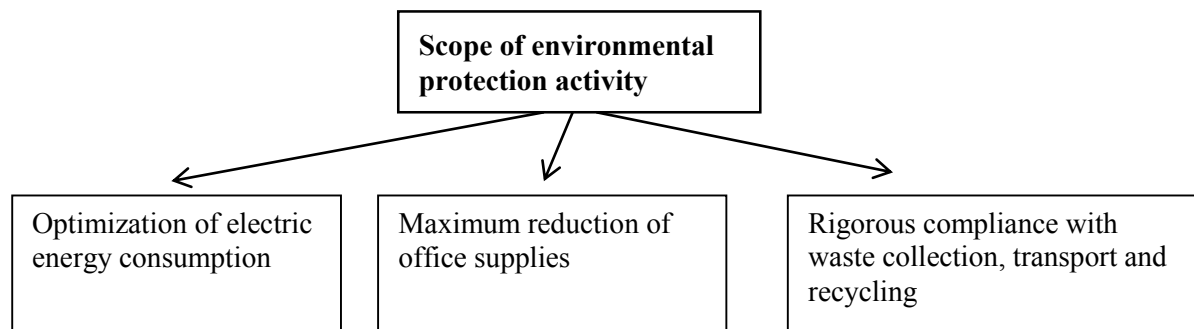 Scope of environmental
protection activity
Optimization of electric
energy consumption
Maximum reduction of
office supplies
Rigorous compliance with
waste collection, transport and
recycling